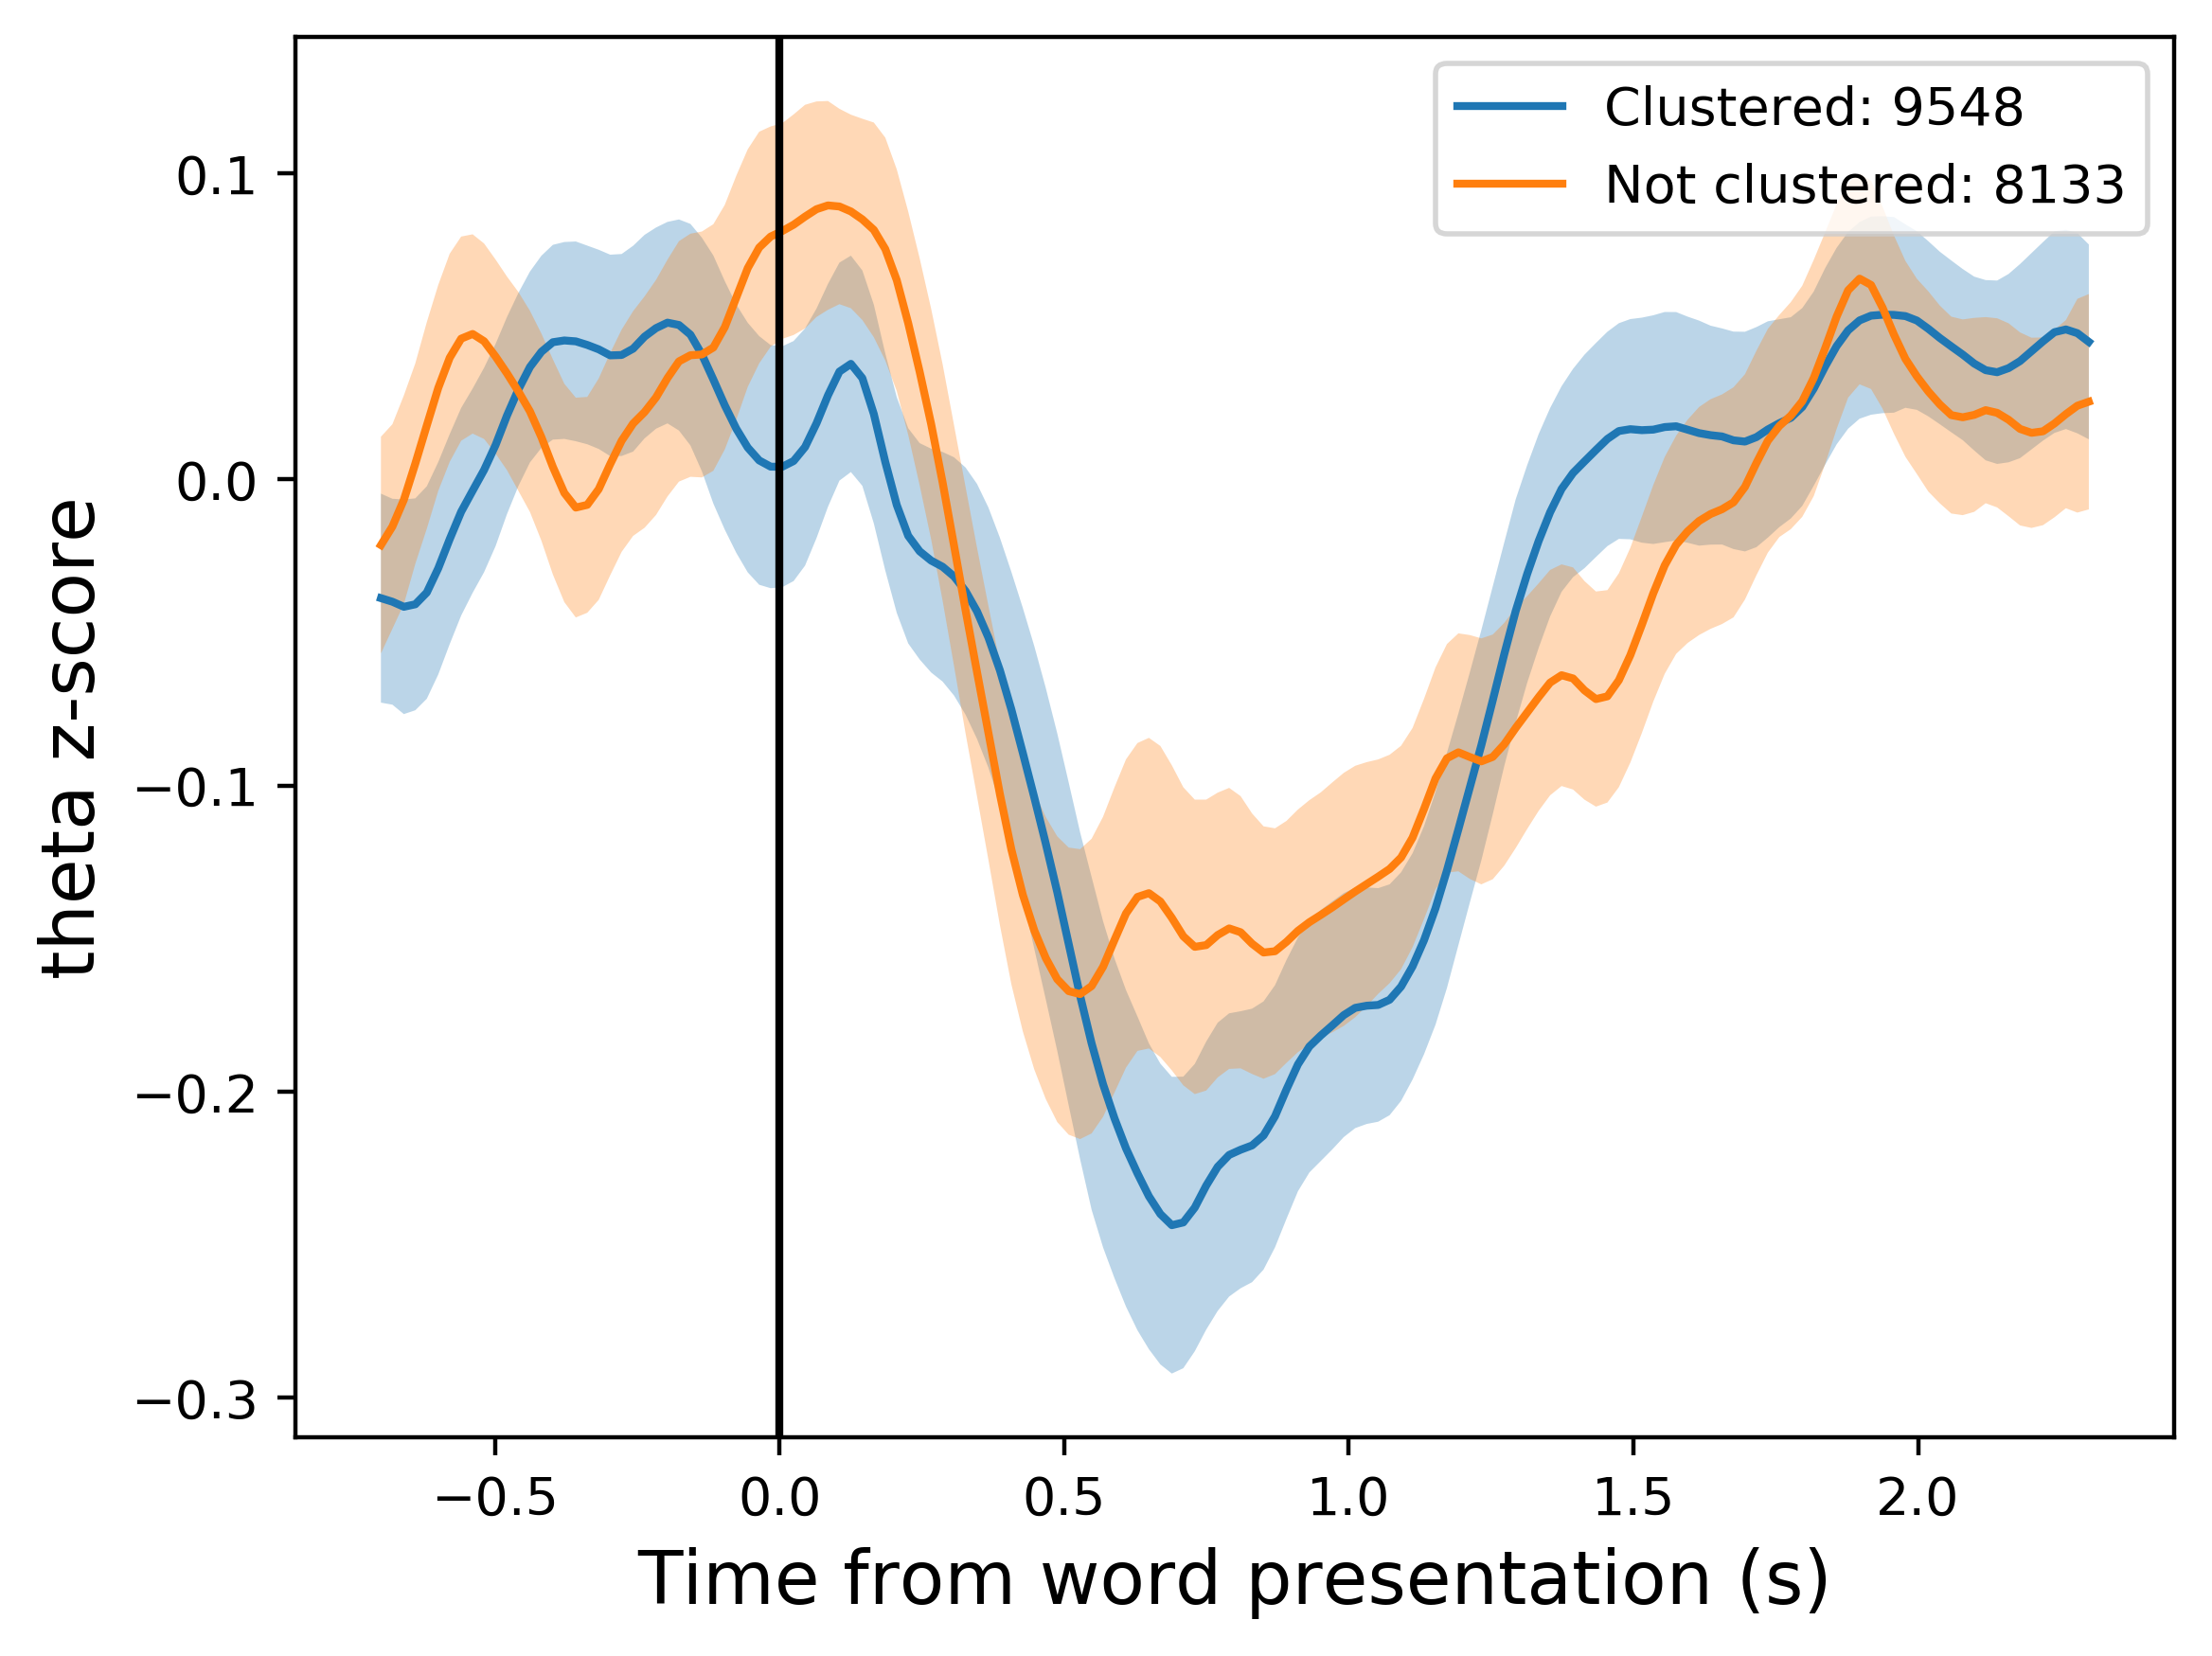 Clustered: 9548
Not clustered: 8133
0.1
0.0
−0.1
−0.2
−0.3
theta z-score
−0.5 0.0 0.5 1.0 1.5 2.0
Time from word presentation (s)